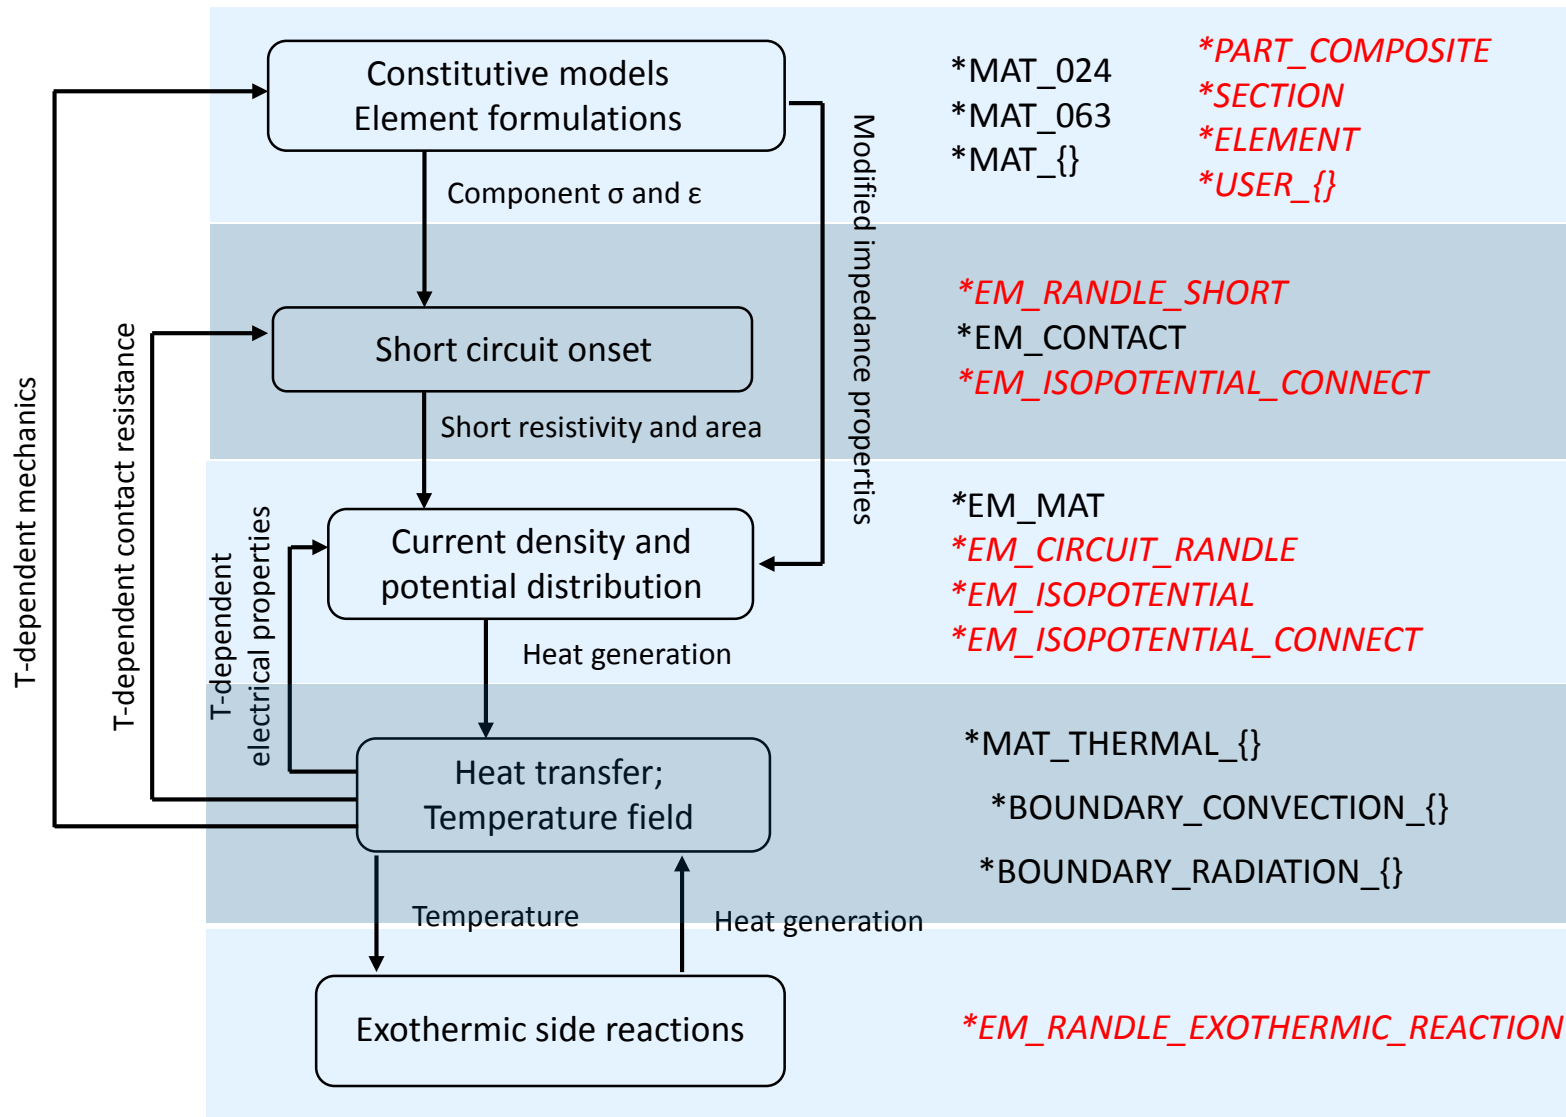 Constitutive models
Element formulations
*MAT_024
*MAT_063
*MAT_{}
*PART_COMPOSITE
*SECTION
*ELEMENT
*USER_{}
Component σ and ε
Modified impedance properties
Short circuit onset
*EM_RANDLE_SHORT
*EM_CONTACT
*EM_ISOPOTENTIAL_CONNECT
Short resistivity and area
T-dependent mechanics
T-dependent contact resistance
T-dependent
electrical properties
Current density and
potential distribution
*EM_MAT
*EM_CIRCUIT_RANDLE
*EM_ISOPOTENTIAL
*EM_ISOPOTENTIAL_CONNECT
Heat generation
Heat transfer;
Temperature field
*MAT_THERMAL_{}
*BOUNDARY_CONVECTION_{}
*BOUNDARY_RADIATION_{}
Temperature
Heat generation
Exothermic side reactions
*EM_RANDLE_EXOTHERMIC_REACTION